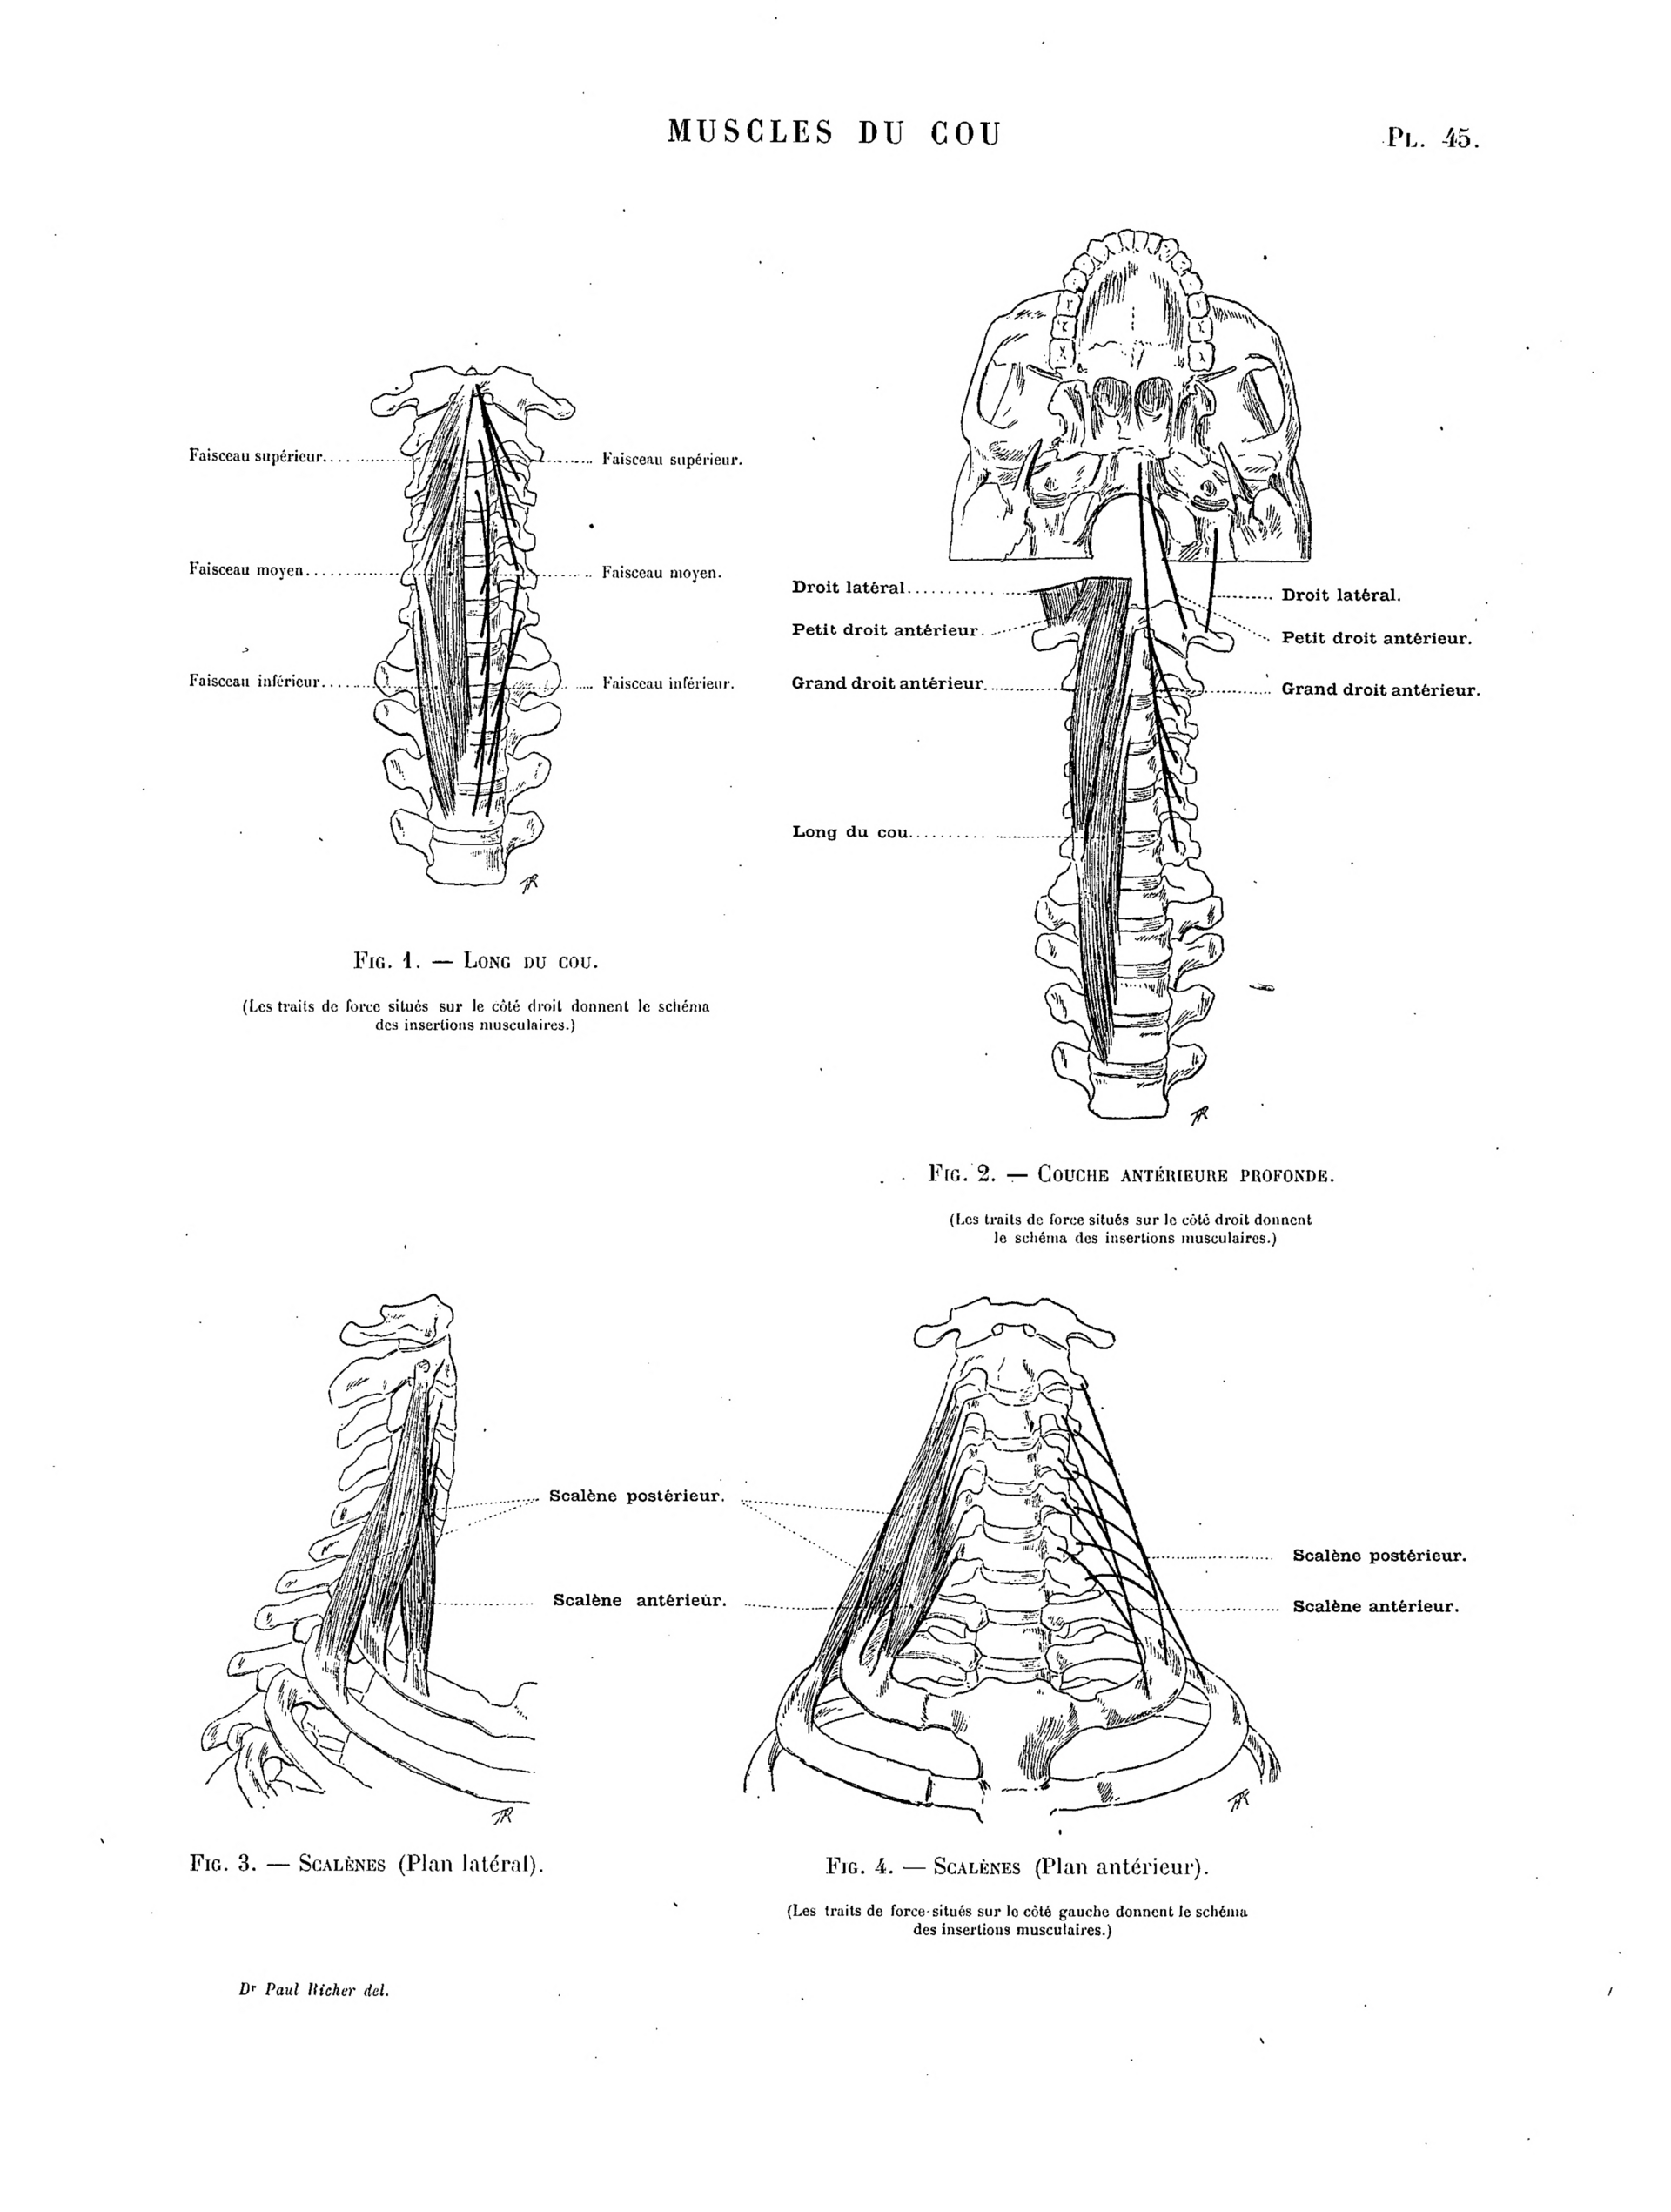 MUSCLES DU COU
PL. 45.
Faisceau supérieur....
Faisceau supérieur.
Faisceau moyen
Faisceau moyen.
Faisceau inférieur
Faisceau inférieur.
FIG. 1. — LONG DU COU.
(Les traits de force situés sur le côté droit donnent le schéma
des insertions musculaires.)
Droit latéral
Petit droit antérieur.
Grand droit antérieur.
Long du cou
Droit latéral.
Petit droit antérieur.
Grand droit antérieur.
FIG. 2. — COUCHE ANTÉRIEURE PROFONDE.
(Les traits de force situés sur le côté droit donnent
le schéma des insertions musculaires.)
Scalène postérieur.
Scalène antérieur.
Scalène postérieur.
Scalène antérieur.
FIG. 3. — SCALÈNES (Plan latéral).
FIG. 4. — SCALÈNES (Plan antérieur).
(Les traits de force situés sur le côté gauche donnent le schéma
des insertions musculaires.)
Dr Paul Richer del.